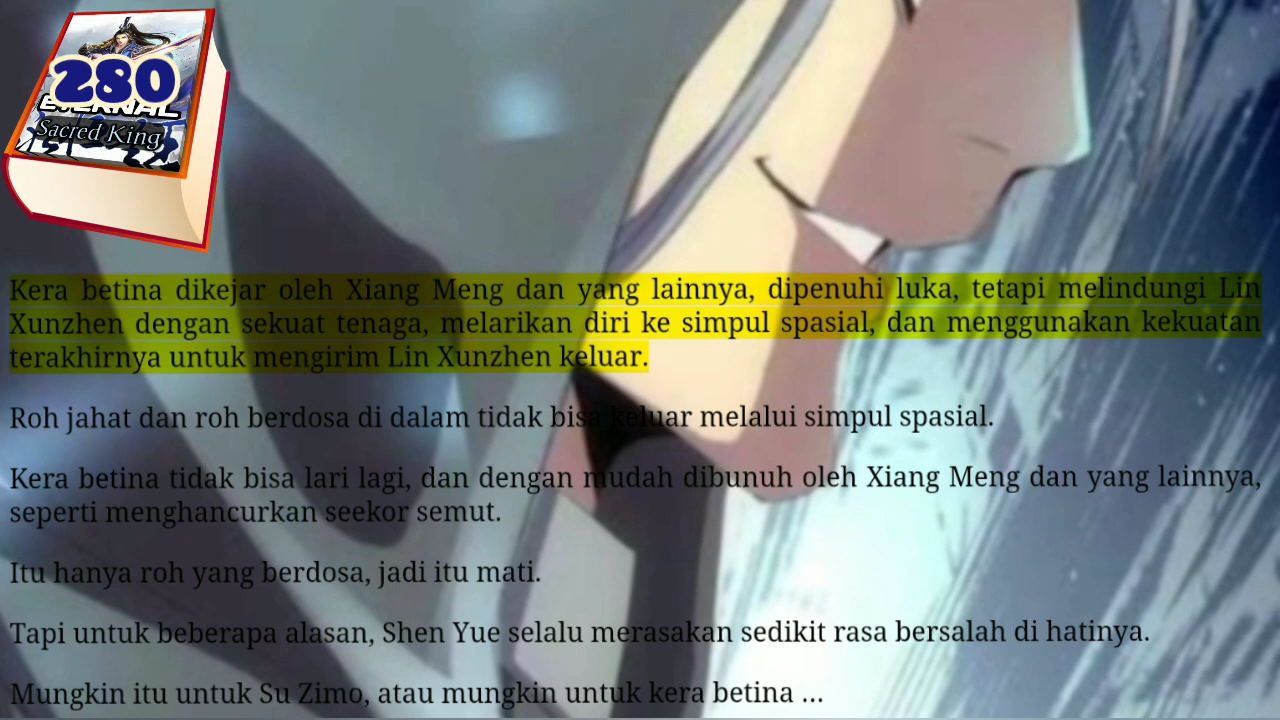 280
ETERNAL
Sacred King
Kera betina dikejar oleh Xiang Meng dan yang lainnya, dipenuhi luka, tetapi melindungi Lin
Xunzhen dengan sekuat tenaga, melarikan diri ke simpul spasial, dan menggunakan kekuatan
terakhirnya untuk mengirim Lin Xunzhen keluar.
Roh jahat dan roh berdosa di dalam tidak bisa keluar melalui simpul spasial.
Kera betina tidak bisa lari lagi, dan dengan mudah dibunuh oleh Xiang Meng dan yang lainnya,
seperti menghancurkan seekor semut.
Itu hanya roh yang berdosa, jadi itu mati.
Tapi untuk beberapa alasan, Shen Yue selalu merasakan sedikit rasa bersalah di hatinya.
Mungkin itu untuk Su Zimo, atau mungkin untuk kera betina ...